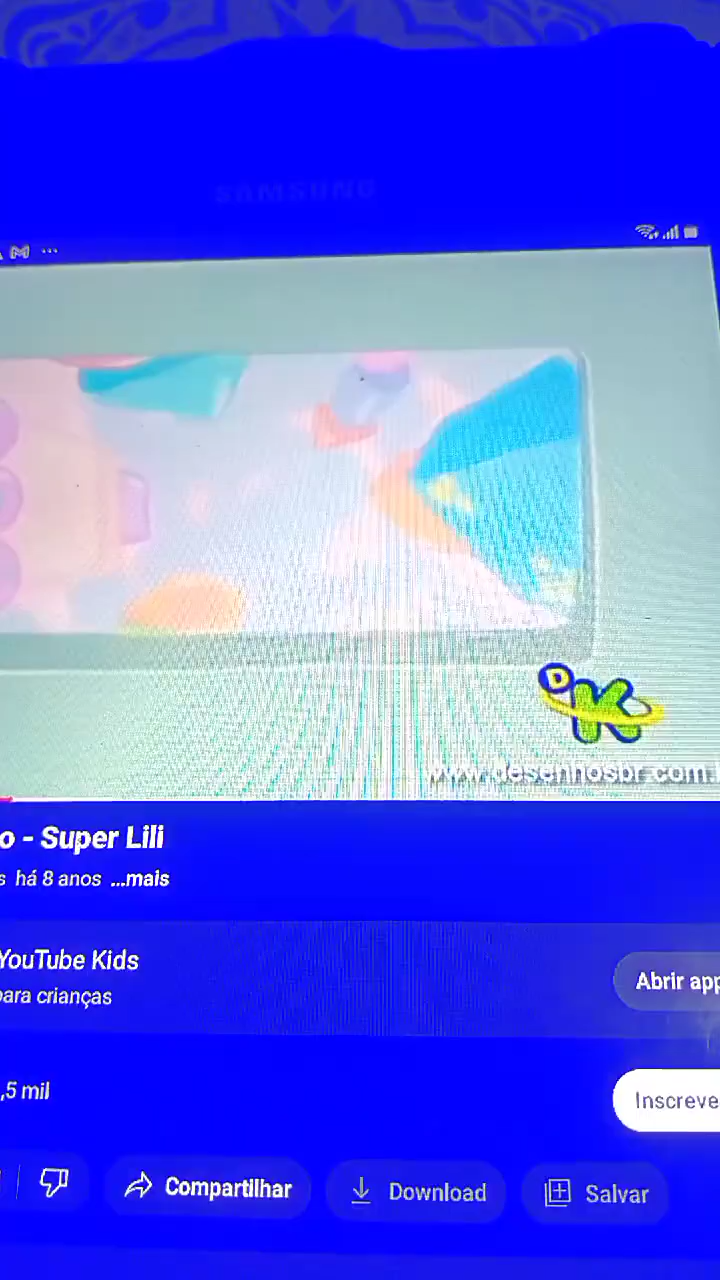 SAMSUNG
M ...
D
K
www.desenhosbr.com.
o - Super Lili
s há 8 anos ...mais
YouTube Kids
para crianças
Abrir app
,5 mil
Inscreve
Compartilhar
Download
Salvar